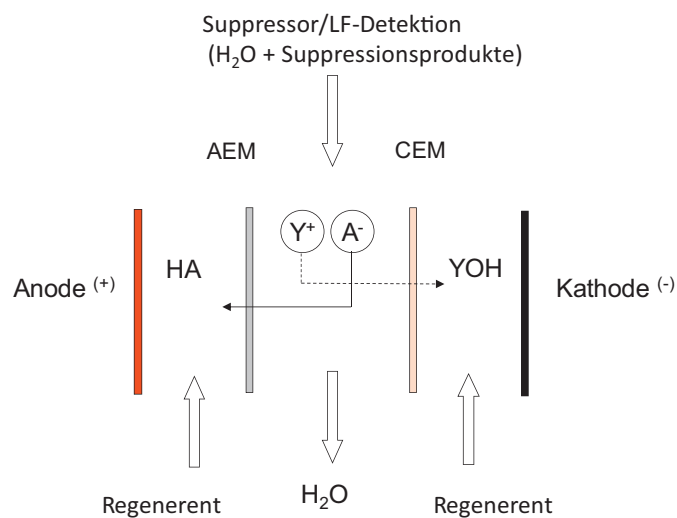 Suppressor/LF-Detektion
(H₂O + Suppressionsprodukte)
AEM CEM
Y⁺ A⁻
HA YOH
Anode (+) Kathode (-)
H₂O
Regenerent Regenerent